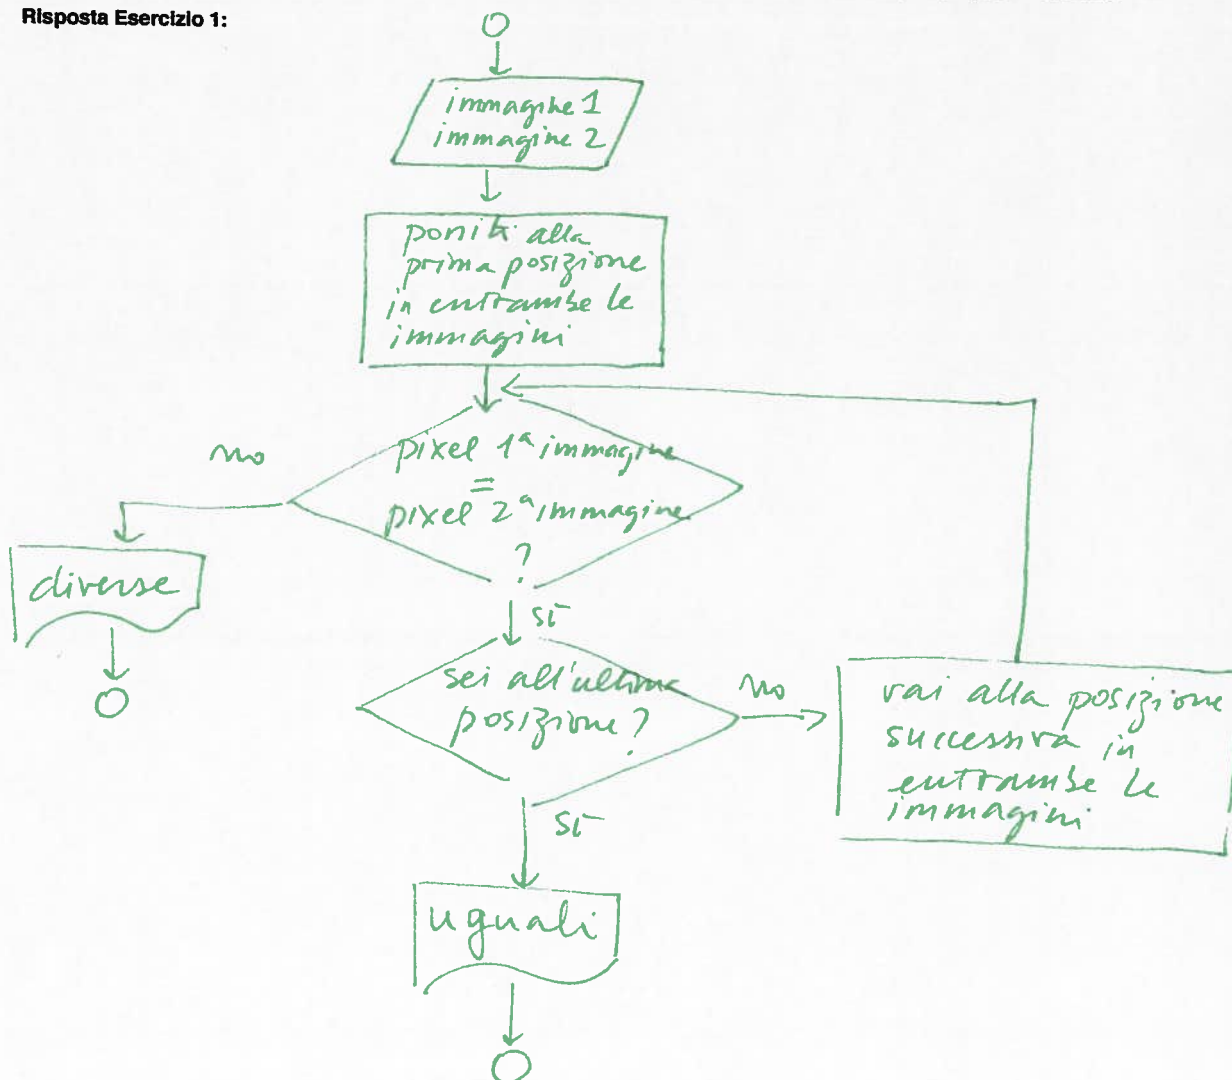 Risposta Esercizio 1:
immagine 1
immagine 2
poniti alla
prima posizione
in entrambe le
immagini
no
pixel 1ª immagine
=
pixel 2ª immagine
?
diverse
sì
sei all'ultima
posizione?
no
vai alla posizione
successiva in
entrambe le
immagini
sì
uguali